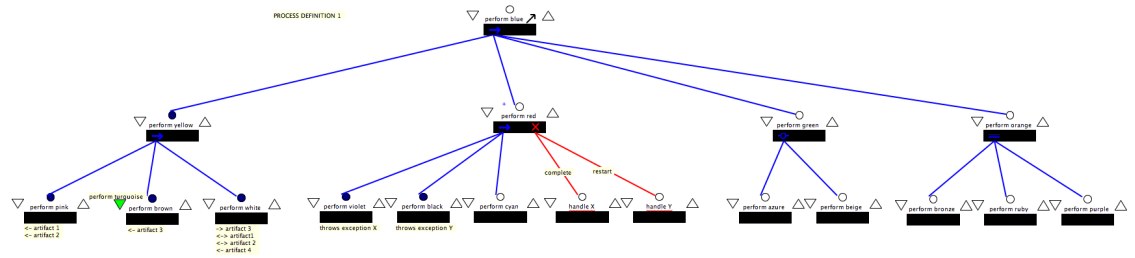 PROCESS DEFINITION 1
perform blue
perform yellow
perform red
perform green
perform orange
complete
restart
perform pink
perform turquoise
perform brown
perform white
perform violet
perform black
perform cyan
handle X
handle Y
perform azure
perform beige
perform bronze
perform ruby
perform purple
<- artifact 1
<- artifact 2
<- artifact 3
-> artifact 3
<-> artifact1
<-> artifact 2
<- artifact 4
throws exception X
throws exception Y